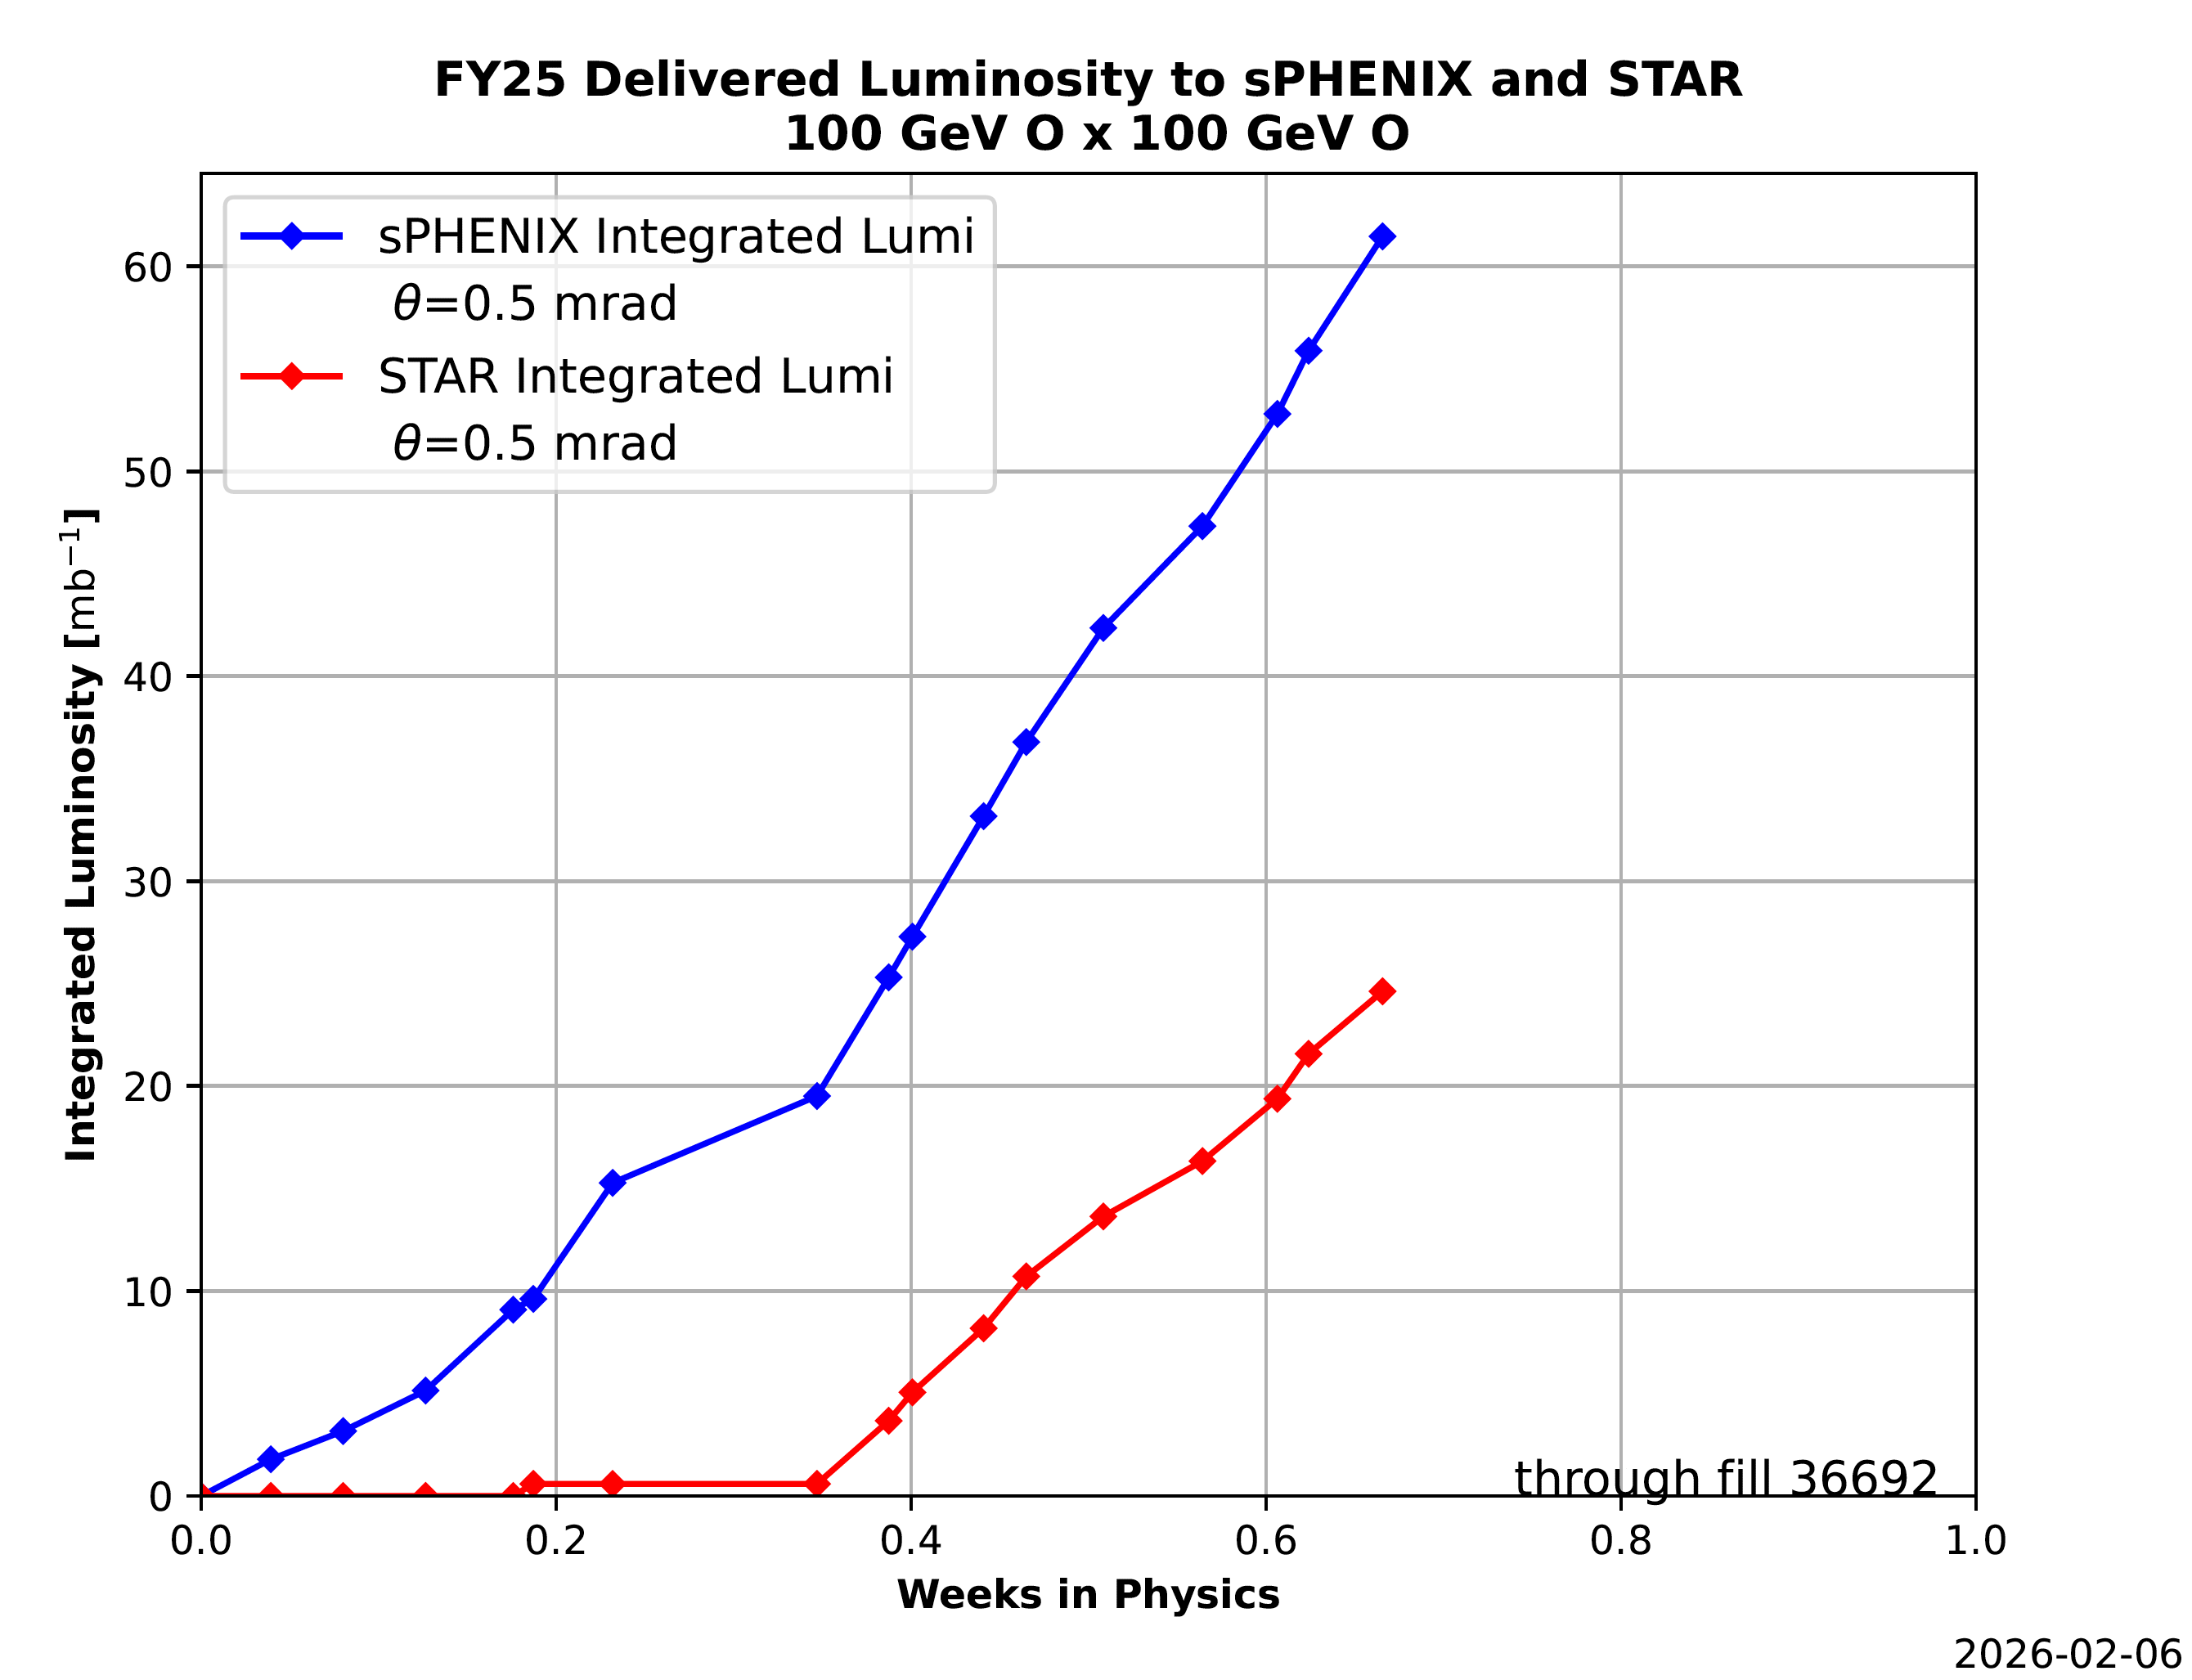 FY25 Delivered Luminosity to sPHENIX and STAR
100 GeV O x 100 GeV O
sPHENIX Integrated Lumi
θ=0.5 mrad
STAR Integrated Lumi
θ=0.5 mrad
Integrated Luminosity [mb⁻¹]
60
50
40
30
20
10
0
through fill 36692
0.0 0.2 0.4 0.6 0.8 1.0
Weeks in Physics
2026-02-06